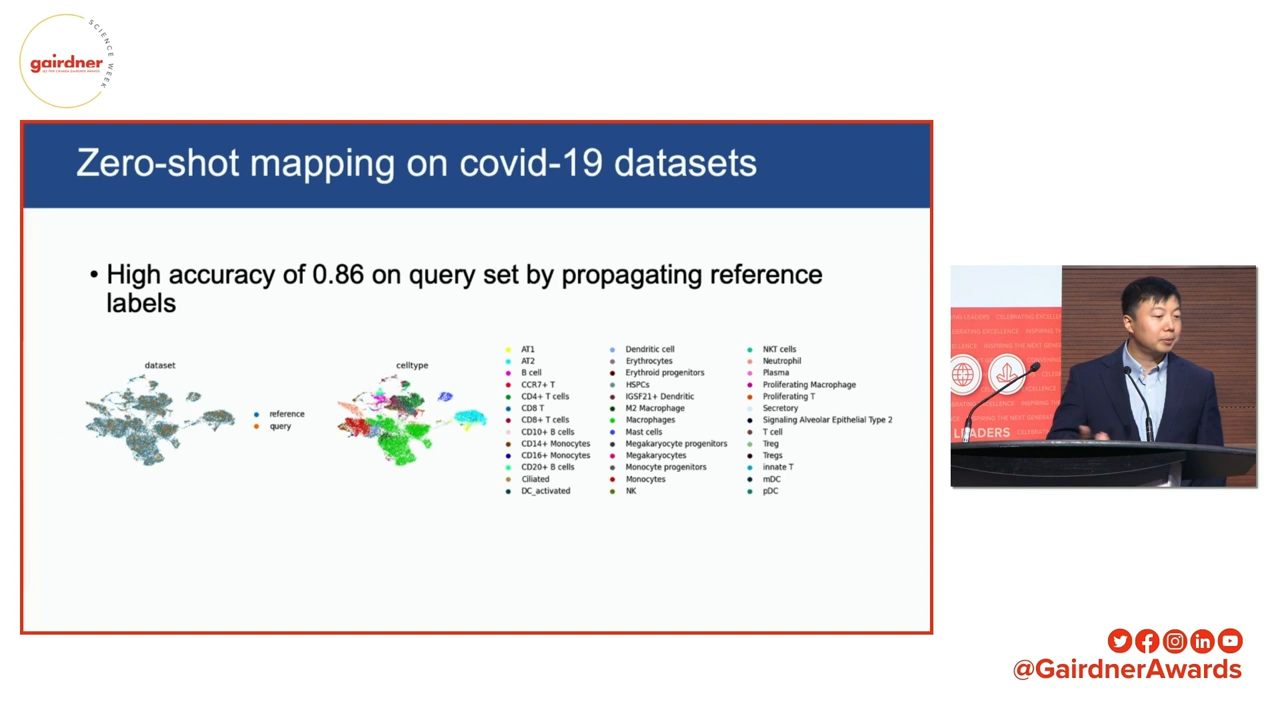 SCIENCE WEEK
gairdner
Zero-shot mapping on covid-19 datasets
• High accuracy of 0.86 on query set by propagating reference
labels
dataset
reference
query
celltype
AT1
AT2
B cell
CCR7+ T
CD4+ T cells
CD8 T
CD8+ T cells
CD10+ B cells
CD14+ Monocytes
CD16+ Monocytes
CD20+ B cells
Ciliated
DC_activated
Dendritic cell
Erythrocytes
Erythroid progenitors
HSPCs
IGSF21+ Dendritic
M2 Macrophage
Macrophages
Mast cells
Megakaryocyte progenitors
Megakaryocytes
Monocyte progenitors
Monocytes
NK
NKT cells
Neutrophil
Plasma
Proliferating Macrophage
Proliferating T
Secretory
Signaling Alveolar Epithelial Type 2
T cell
Treg
Tregs
innate T
mDC
pDC
CELEBRATING
INSPIRING THE NEXT
LEADERS
@GairdnerAwards